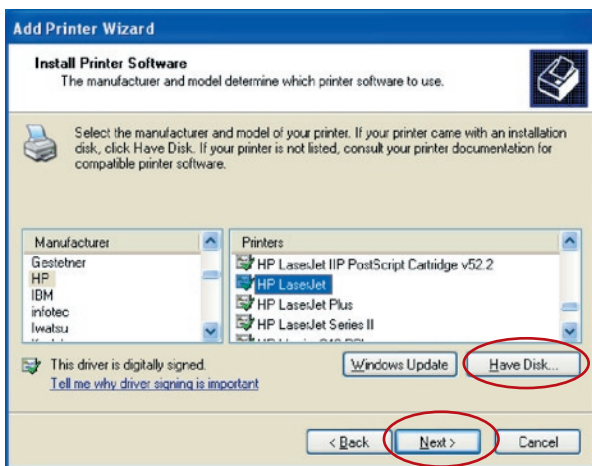 Add Printer Wizard
Install Printer Software
The manufacturer and model determine which printer software to use.
Select the manufacturer and model of your printer. If your printer came with an installation
disk, click Have Disk. If your printer is not listed, consult your printer documentation for
compatible printer software.
Manufacturer
Gestetner
HP
IBM
infotec
Iwatsu
Printers
HP LaserJet IIP PostScript Cartridge v52.2
HP LaserJet
HP LaserJet Plus
HP LaserJet Series II
This driver is digitally signed.
Tell me why driver signing is important
Windows Update
Have Disk...
< Back
Next >
Cancel